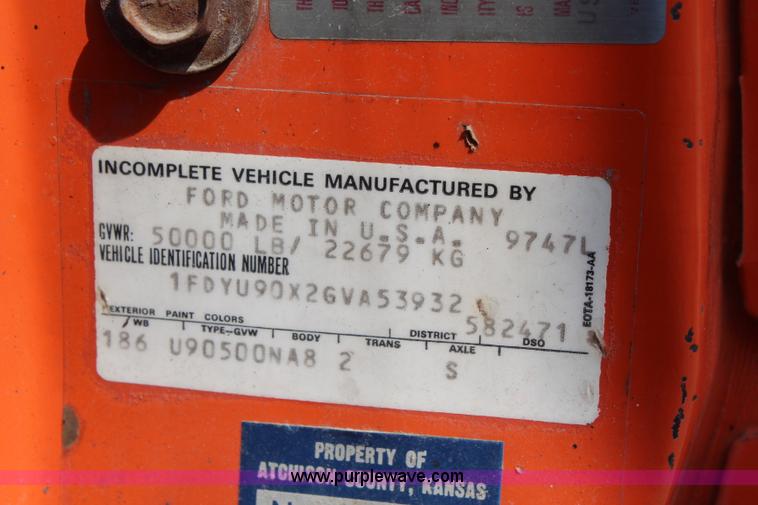 INCOMPLETE VEHICLE MANUFACTURED BY
FORD MOTOR COMPANY
MADE IN U.S.A.
GVWR: 50000 LB/ 22679 KG 9747L
VEHICLE IDENTIFICATION NUMBER
1FDYU90X2GVA53932
EOTA-18173-AA
EXTERIOR PAINT COLORS DISTRICT 582471 DSO
WB TYPE-GVW BODY TRANS AXLE
186 U90500NA8 2 S
PROPERTY OF
ATCHISON COUNTY, KANSAS
www.purplewave.com